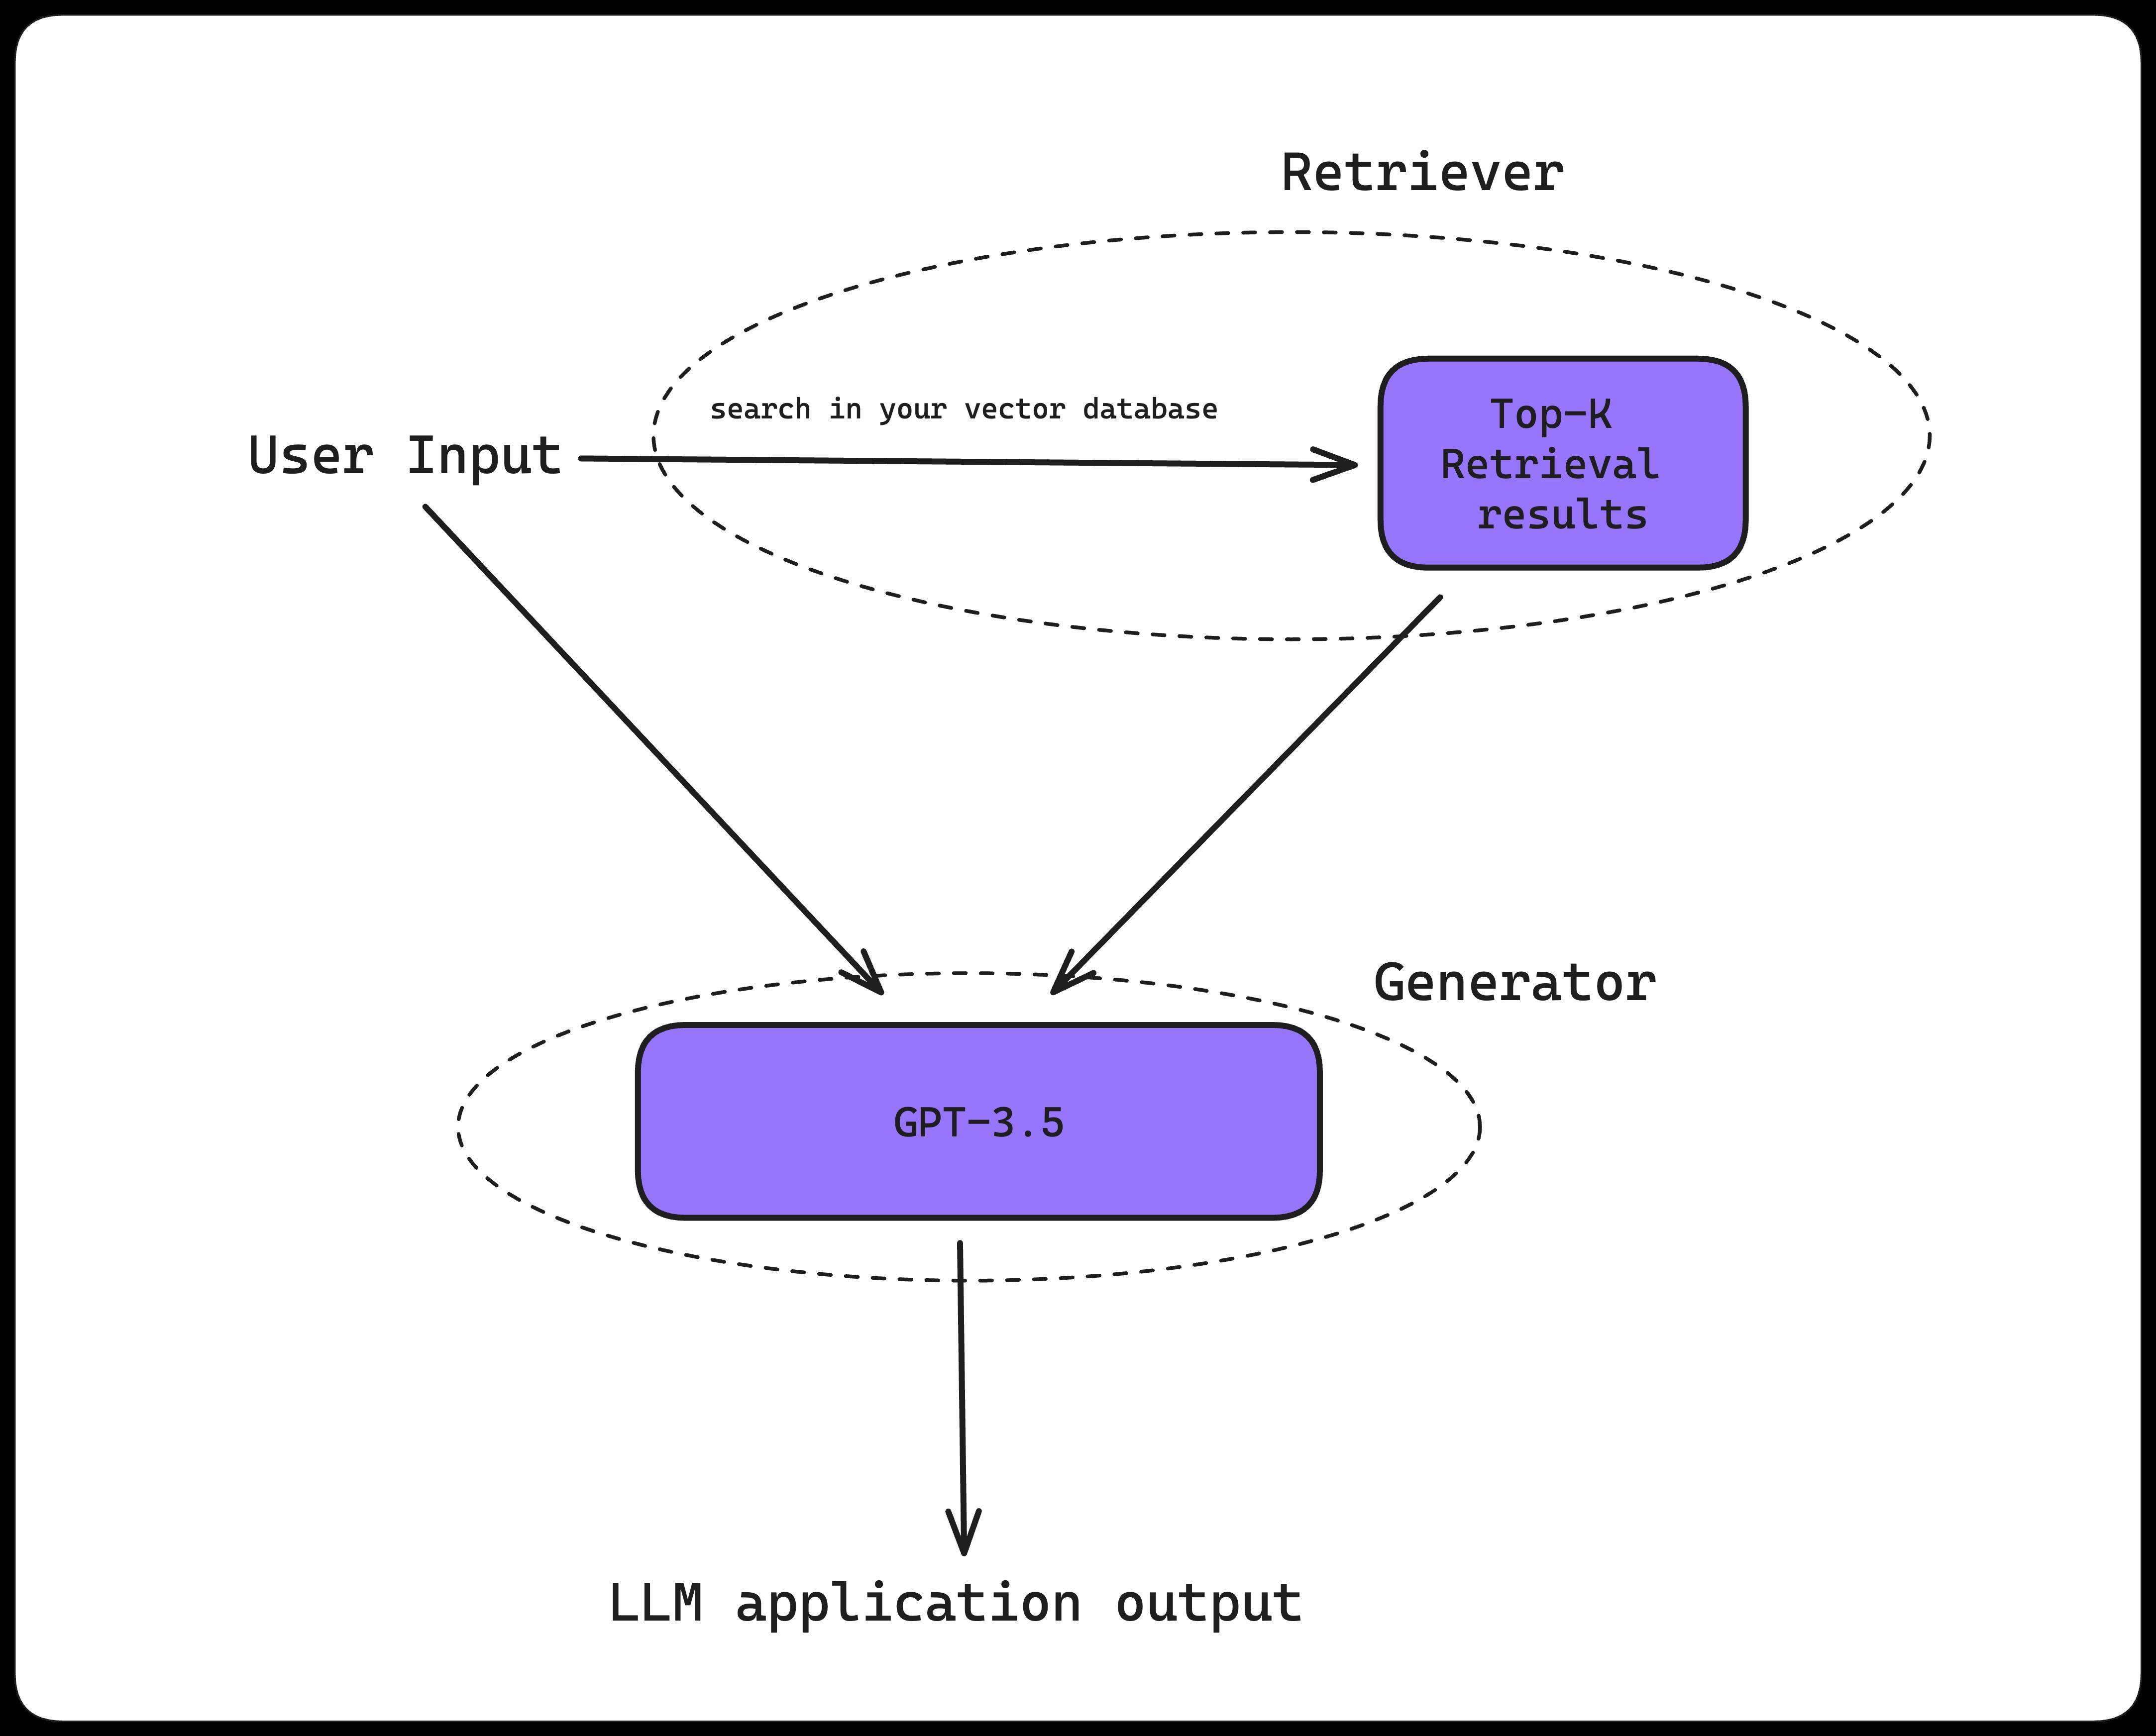 Retriever
search in your vector database
User Input
Top-K
Retrieval
results
Generator
GPT-3.5
LLM application output